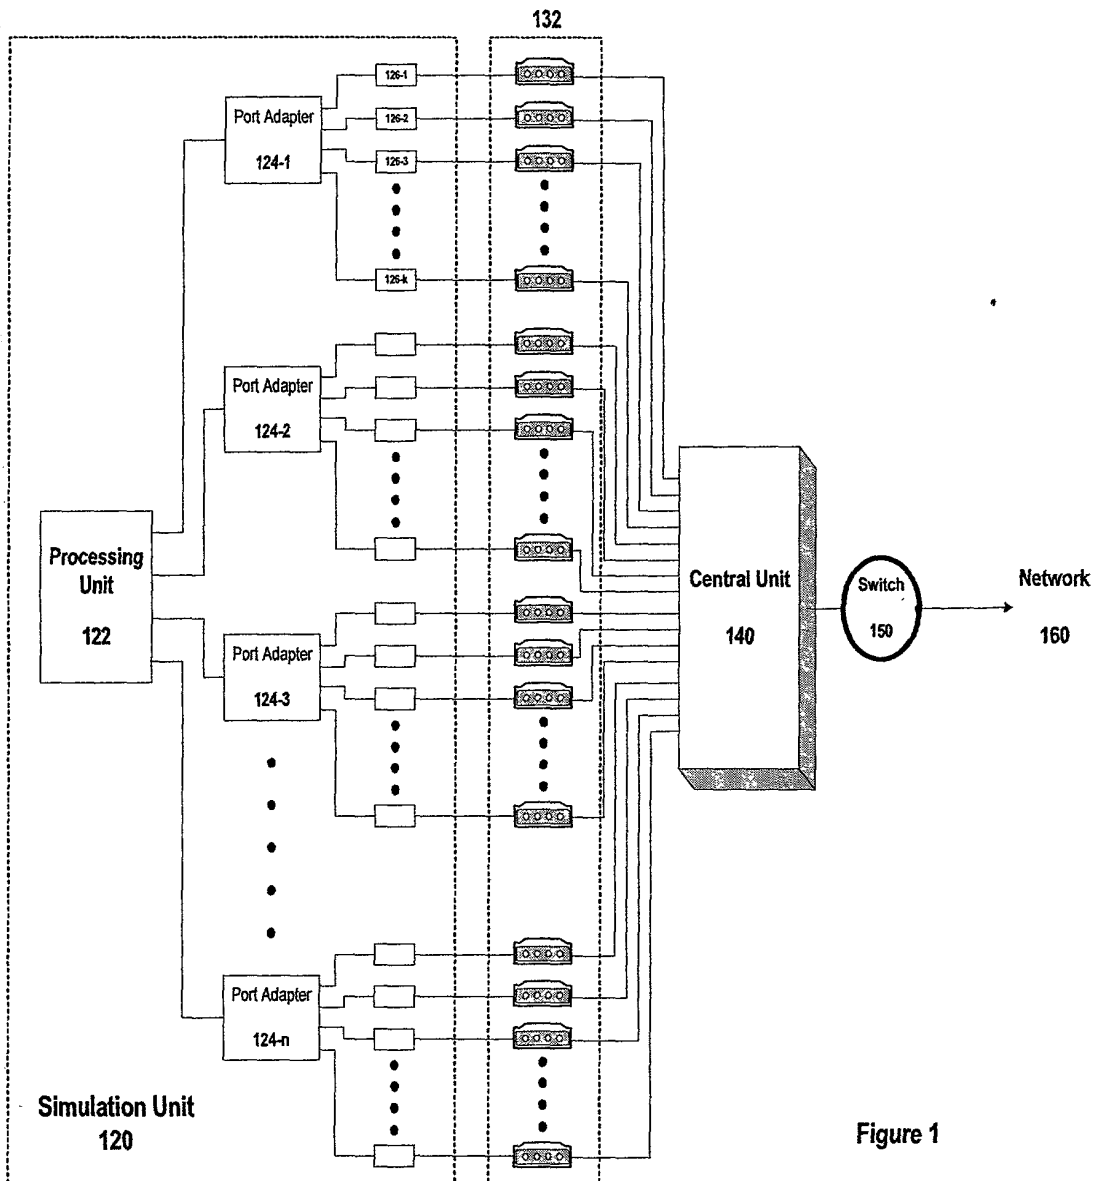 132
126-1
126-2
126-3
126-k
Port Adapter
124-1
Port Adapter
124-2
Processing
Unit
122
Port Adapter
124-3
Port Adapter
124-n
Central Unit
140
Switch
150
Network
160
Simulation Unit
120
Figure 1